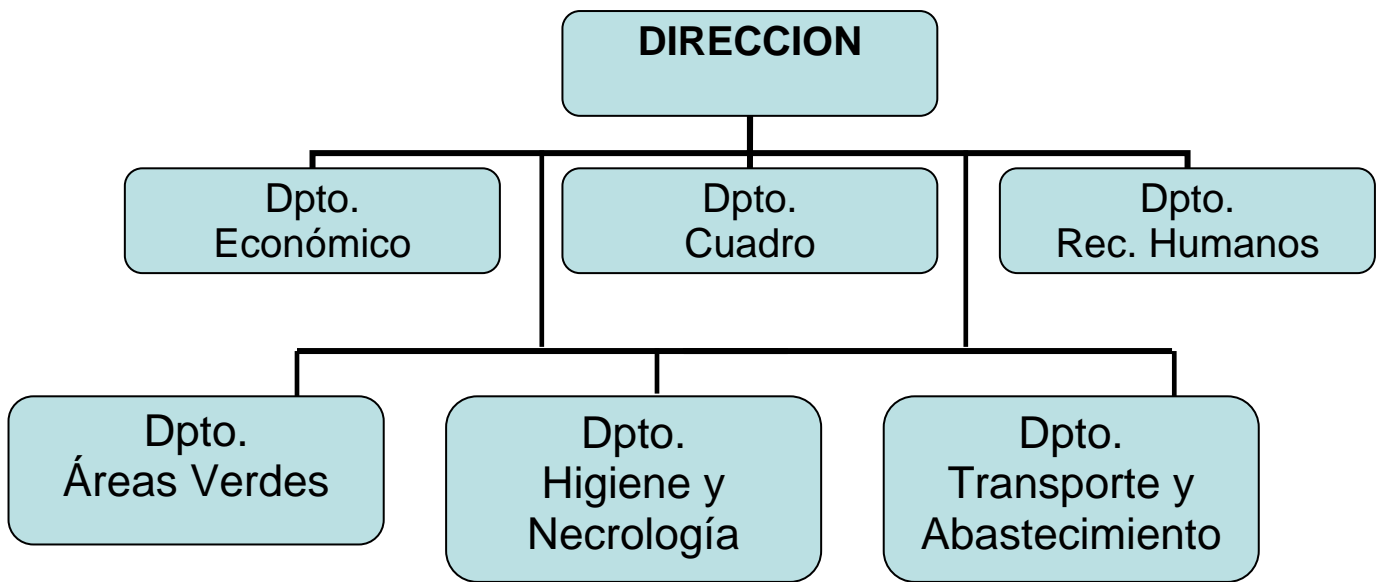 DIRECCION
Dpto.
Económico
Dpto.
Cuadro
Dpto.
Rec. Humanos
Dpto.
Áreas Verdes
Dpto.
Higiene y
Necrología
Dpto.
Transporte y
Abastecimiento